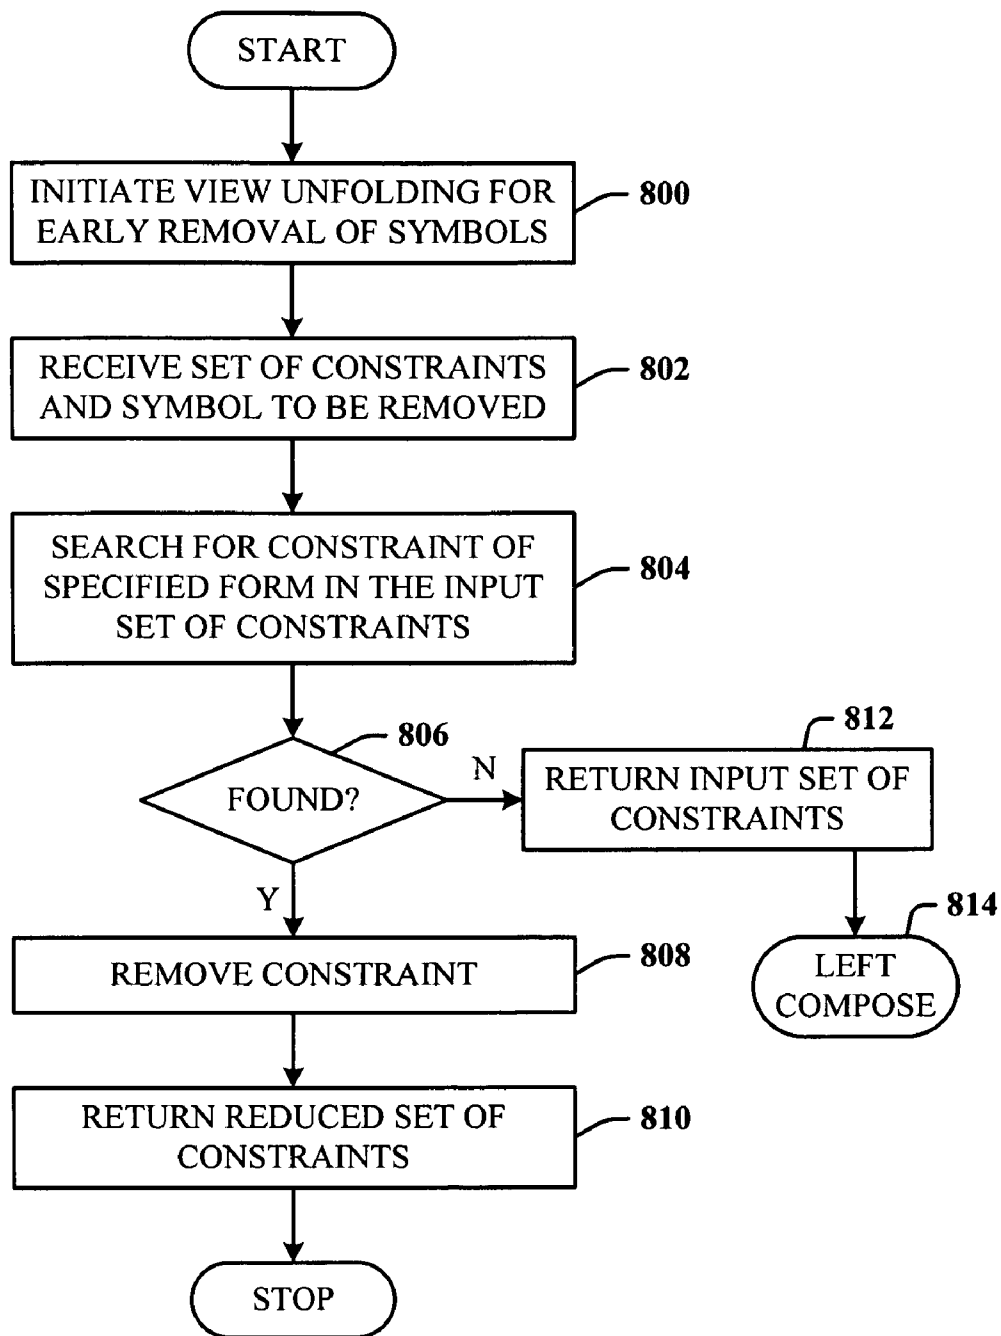 START
INITIATE VIEW UNFOLDING FOR
EARLY REMOVAL OF SYMBOLS
800
RECEIVE SET OF CONSTRAINTS
AND SYMBOL TO BE REMOVED
802
SEARCH FOR CONSTRAINT OF
SPECIFIED FORM IN THE INPUT
SET OF CONSTRAINTS
804
FOUND?
806
N
RETURN INPUT SET OF
CONSTRAINTS
812
LEFT
COMPOSE
814
Y
REMOVE CONSTRAINT
808
RETURN REDUCED SET OF
CONSTRAINTS
810
STOP